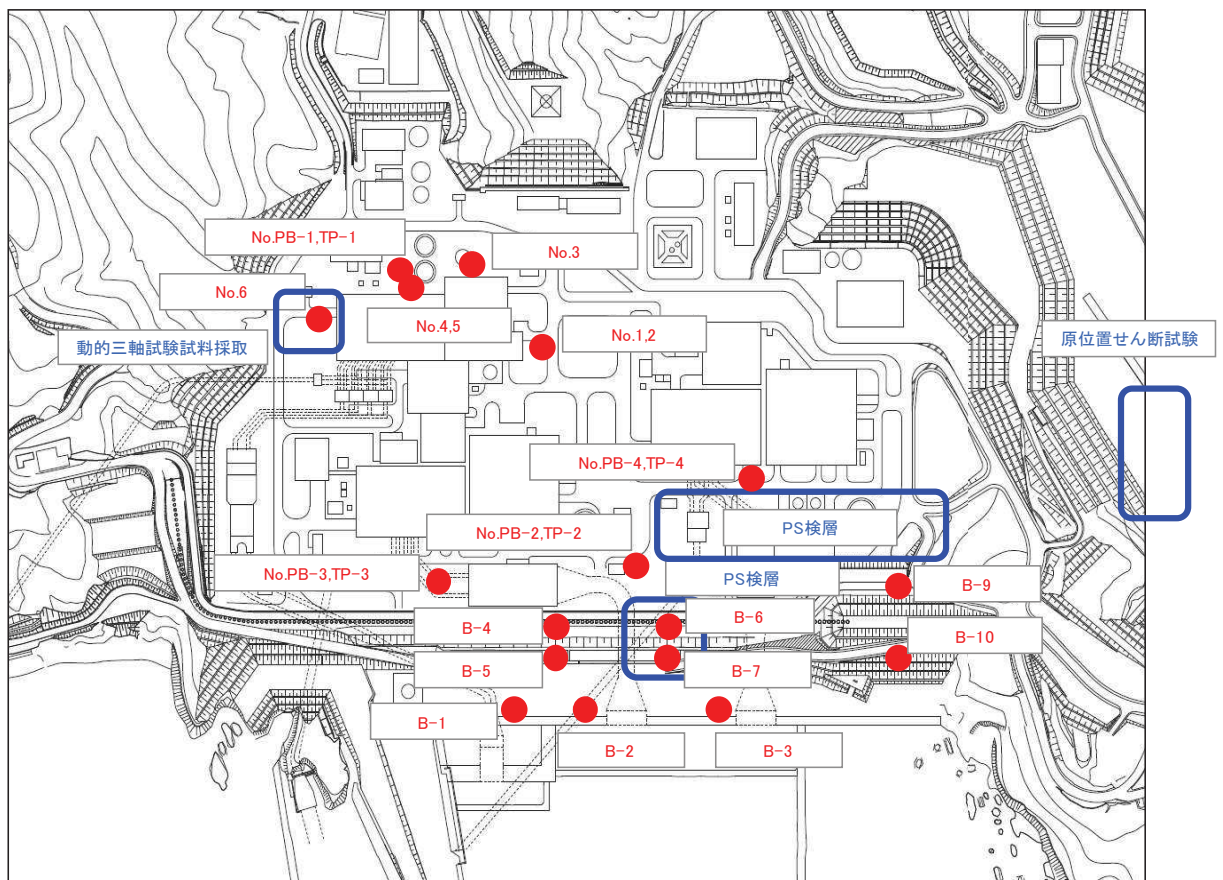 No.PB-1,TP-1
No.3
No.6
No.4,5
No.1,2
動的三軸試験試料採取
原位置せん断試験
No.PB-4,TP-4
PS検層
No.PB-2,TP-2
No.PB-3,TP-3
PS検層
B-9
B-4
B-6
B-10
B-5
B-7
B-1
B-2
B-3